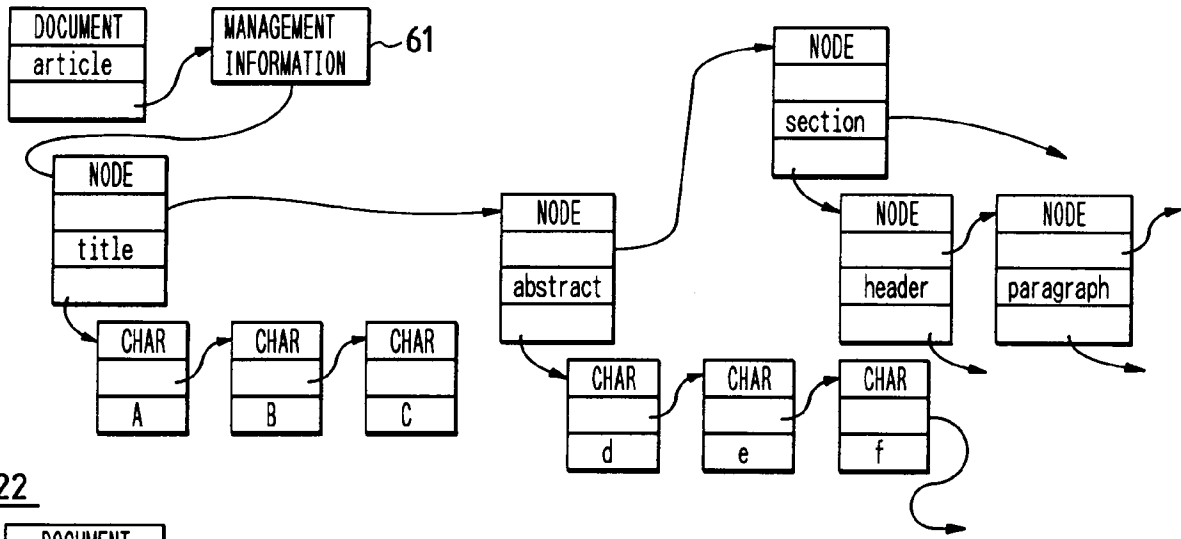 DOCUMENT
article
MANAGEMENT
INFORMATION
61
NODE
section
NODE
title
NODE
abstract
NODE
header
NODE
paragraph
CHAR
A
CHAR
B
CHAR
C
CHAR
d
CHAR
e
CHAR
f
22
DOCUMENT